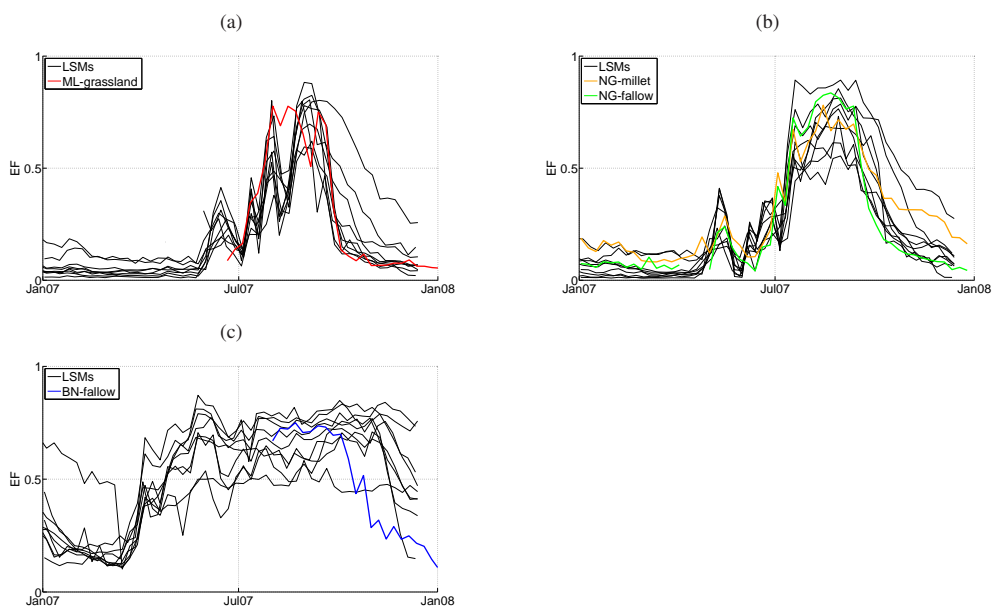 (a)
1
LSMs
ML-grassland
EF
0.5
0
Jan07
Jul07
Jan08
(b)
1
LSMs
NG-millet
NG-fallow
EF
0.5
0
Jan07
Jul07
Jan08
(c)
1
LSMs
BN-fallow
EF
0.5
0
Jan07
Jul07
Jan08